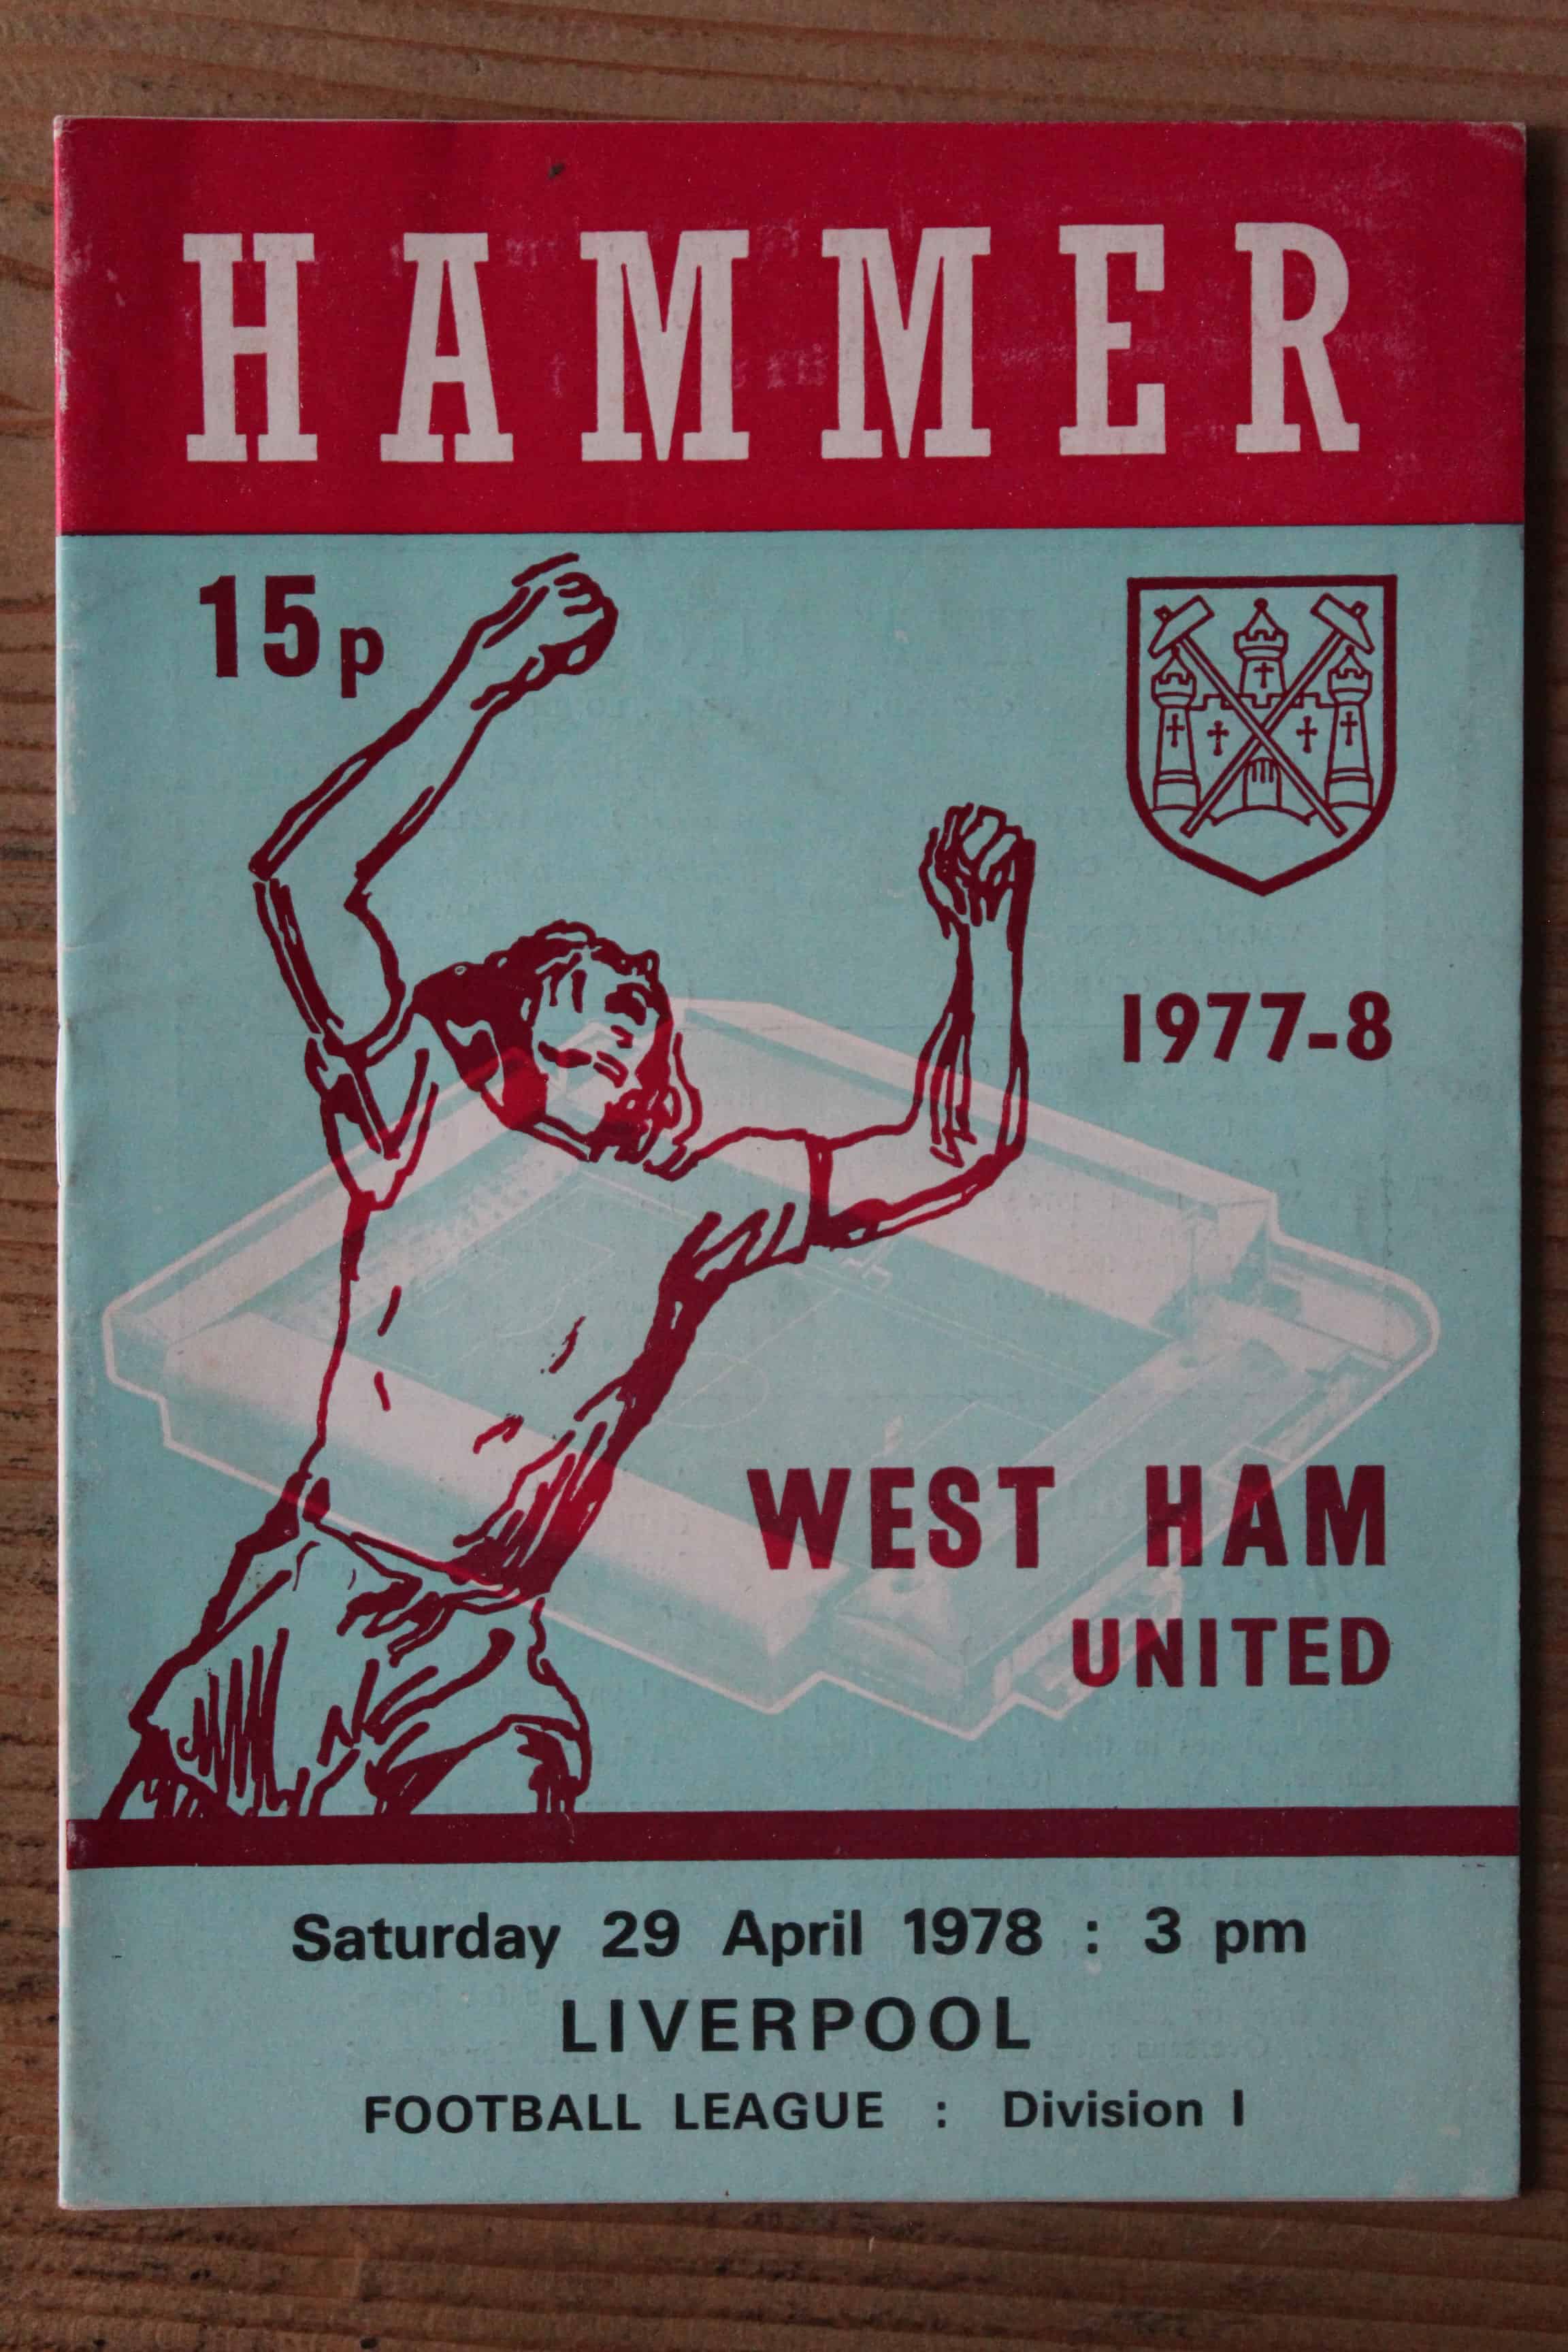 HAMMER
15p
1977-8
WEST HAM
UNITED
Saturday 29 April 1978 : 3 pm
LIVERPOOL
FOOTBALL LEAGUE : Division I